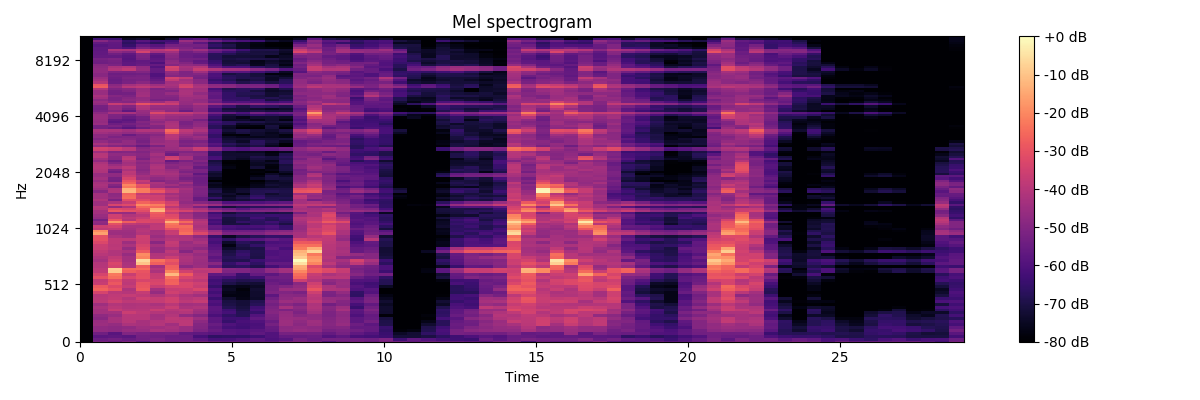 Mel spectrogram
Hz
8192
4096
2048
1024
512
0
0 5 10 15 20 25
Time
+0 dB
-10 dB
-20 dB
-30 dB
-40 dB
-50 dB
-60 dB
-70 dB
-80 dB